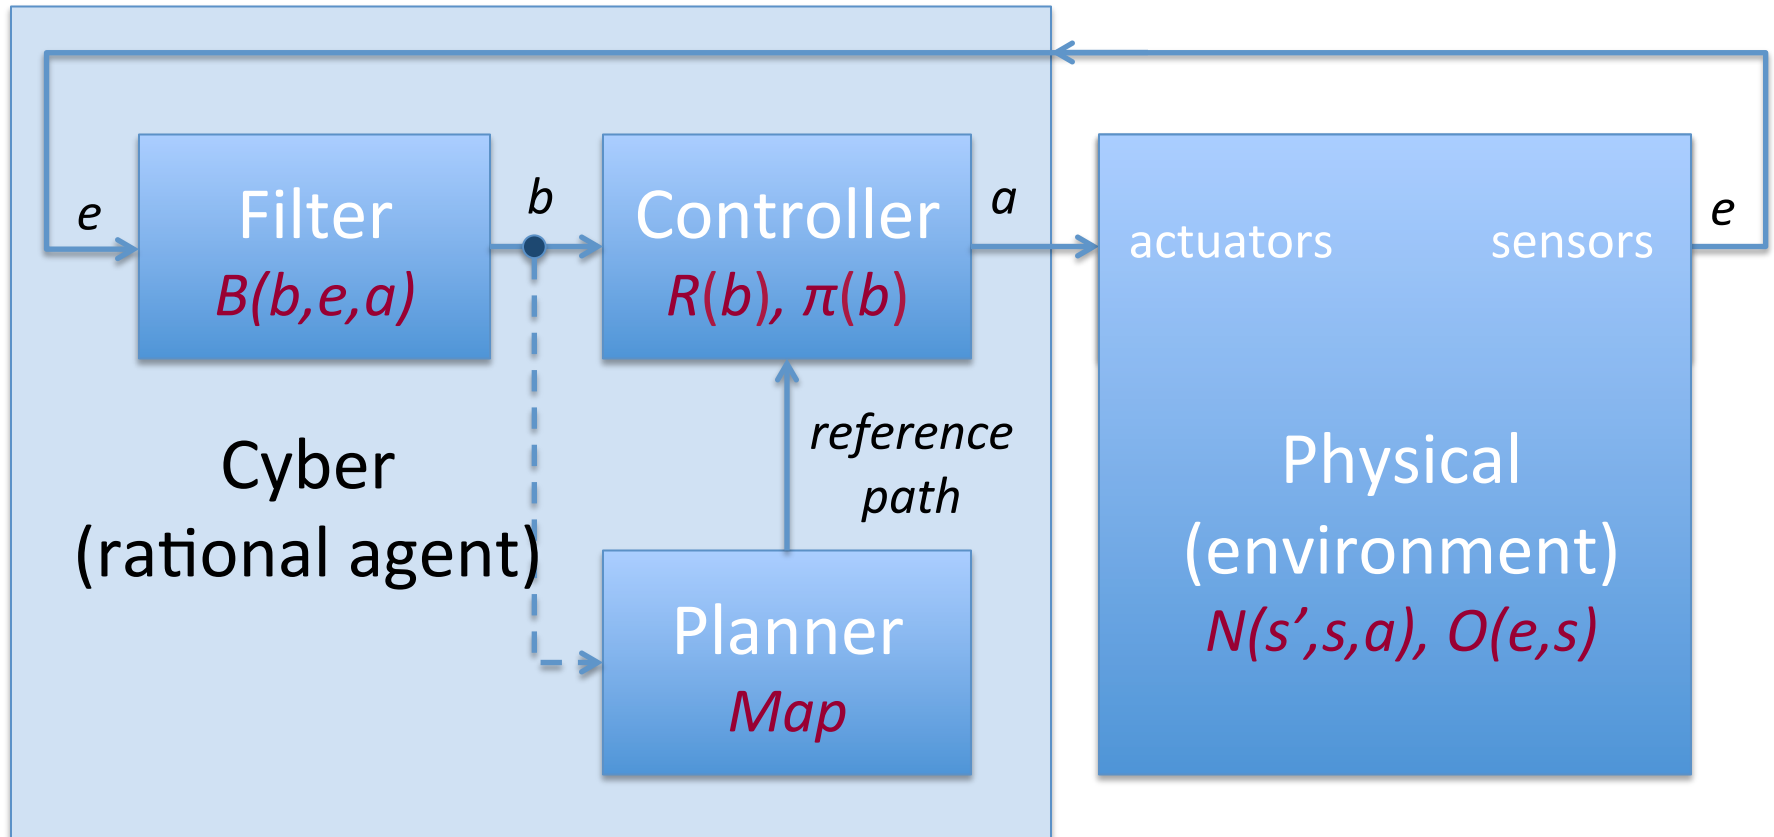 e
Filter
B(b,e,a)
b
Controller
R(b), π(b)
a
actuators
sensors
e
Cyber
(rational agent)
reference
path
Planner
Map
Physical
(environment)
N(s’,s,a), O(e,s)